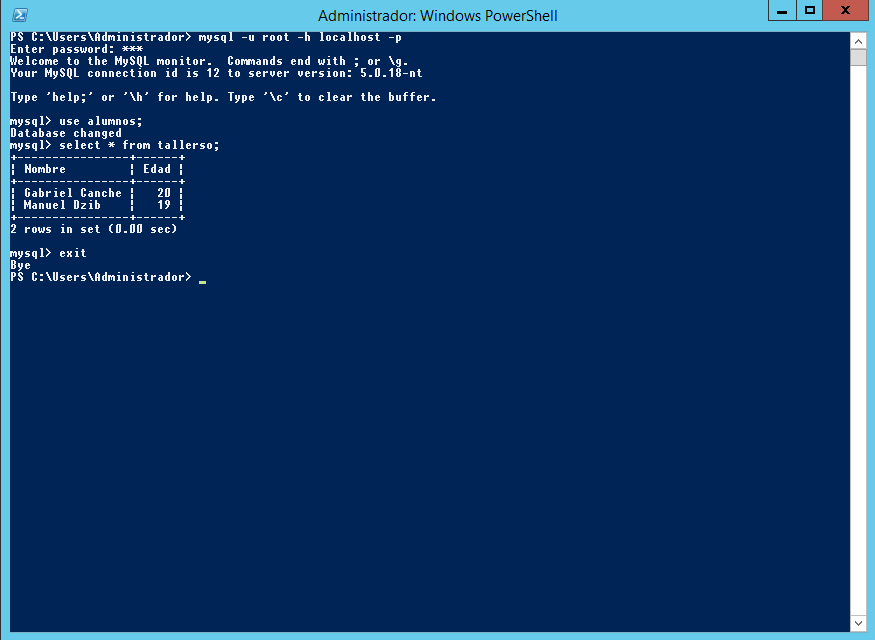 Administrador: Windows PowerShell
PS C:\Users\Administrador> mysql -u root -h localhost -p
Enter password: ***
Welcome to the MySQL monitor.  Commands end with ; or \g.
Your MySQL connection id is 12 to server version: 5.0.18-nt
Type 'help;' or '\h' for help. Type '\c' to clear the buffer.
mysql> use alumnos;
Database changed
mysql> select * from tallerso;
+----------------+------+
| Nombre         | Edad |
+----------------+------+
| Gabriel Canche |   20 |
| Manuel Dzib    |   19 |
+----------------+------+
2 rows in set (0.00 sec)
mysql> exit
Bye
PS C:\Users\Administrador> _